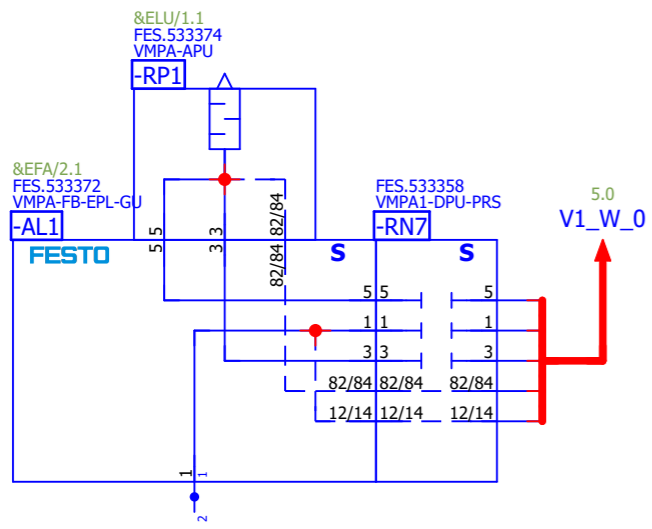 &ELU/1.1
FES.533374
VMPA-APU
-RP1
&EFA/2.1
FES.533372
VMPA-FB-EPL-GU
-AL1
FES.533358
VMPA1-DPU-PRS
-RN7
5.0
V1_W_0
5 5
3 3
82/84 82/84
FESTO
S
S
5 5 5
1 1 1
3 3 3
82/84 82/84 82/84
12/14 12/14 12/14
1 1
2